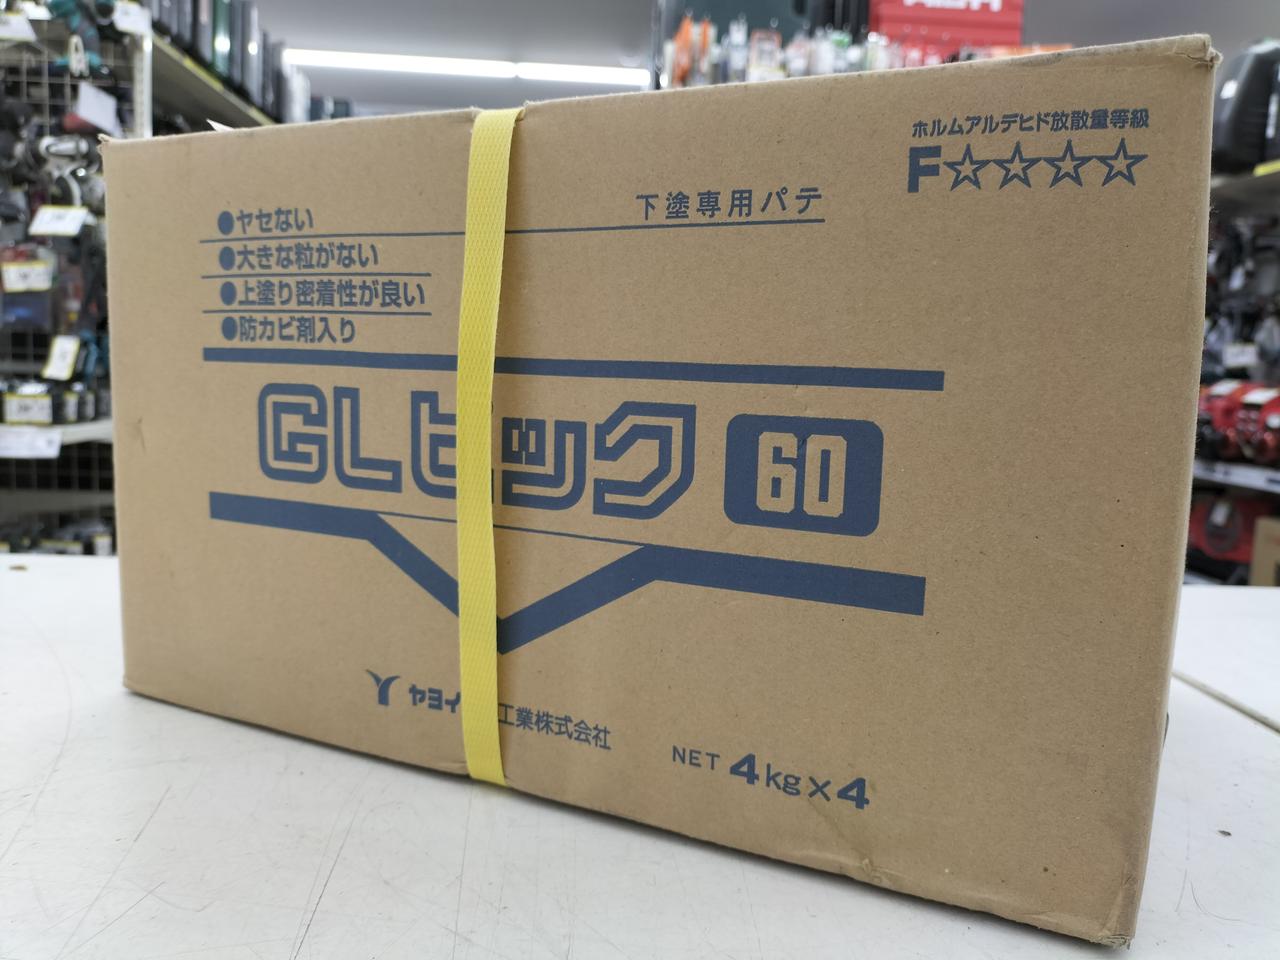 ホルムアルデヒド放散量等級
F☆☆☆☆
下塗専用パテ
●ヤセない
●大きな粒がない
●上塗り密着性が良い
●防カビ剤入り
GLビック 60
ヤヨイ 工業株式会社
NET 4kg×4